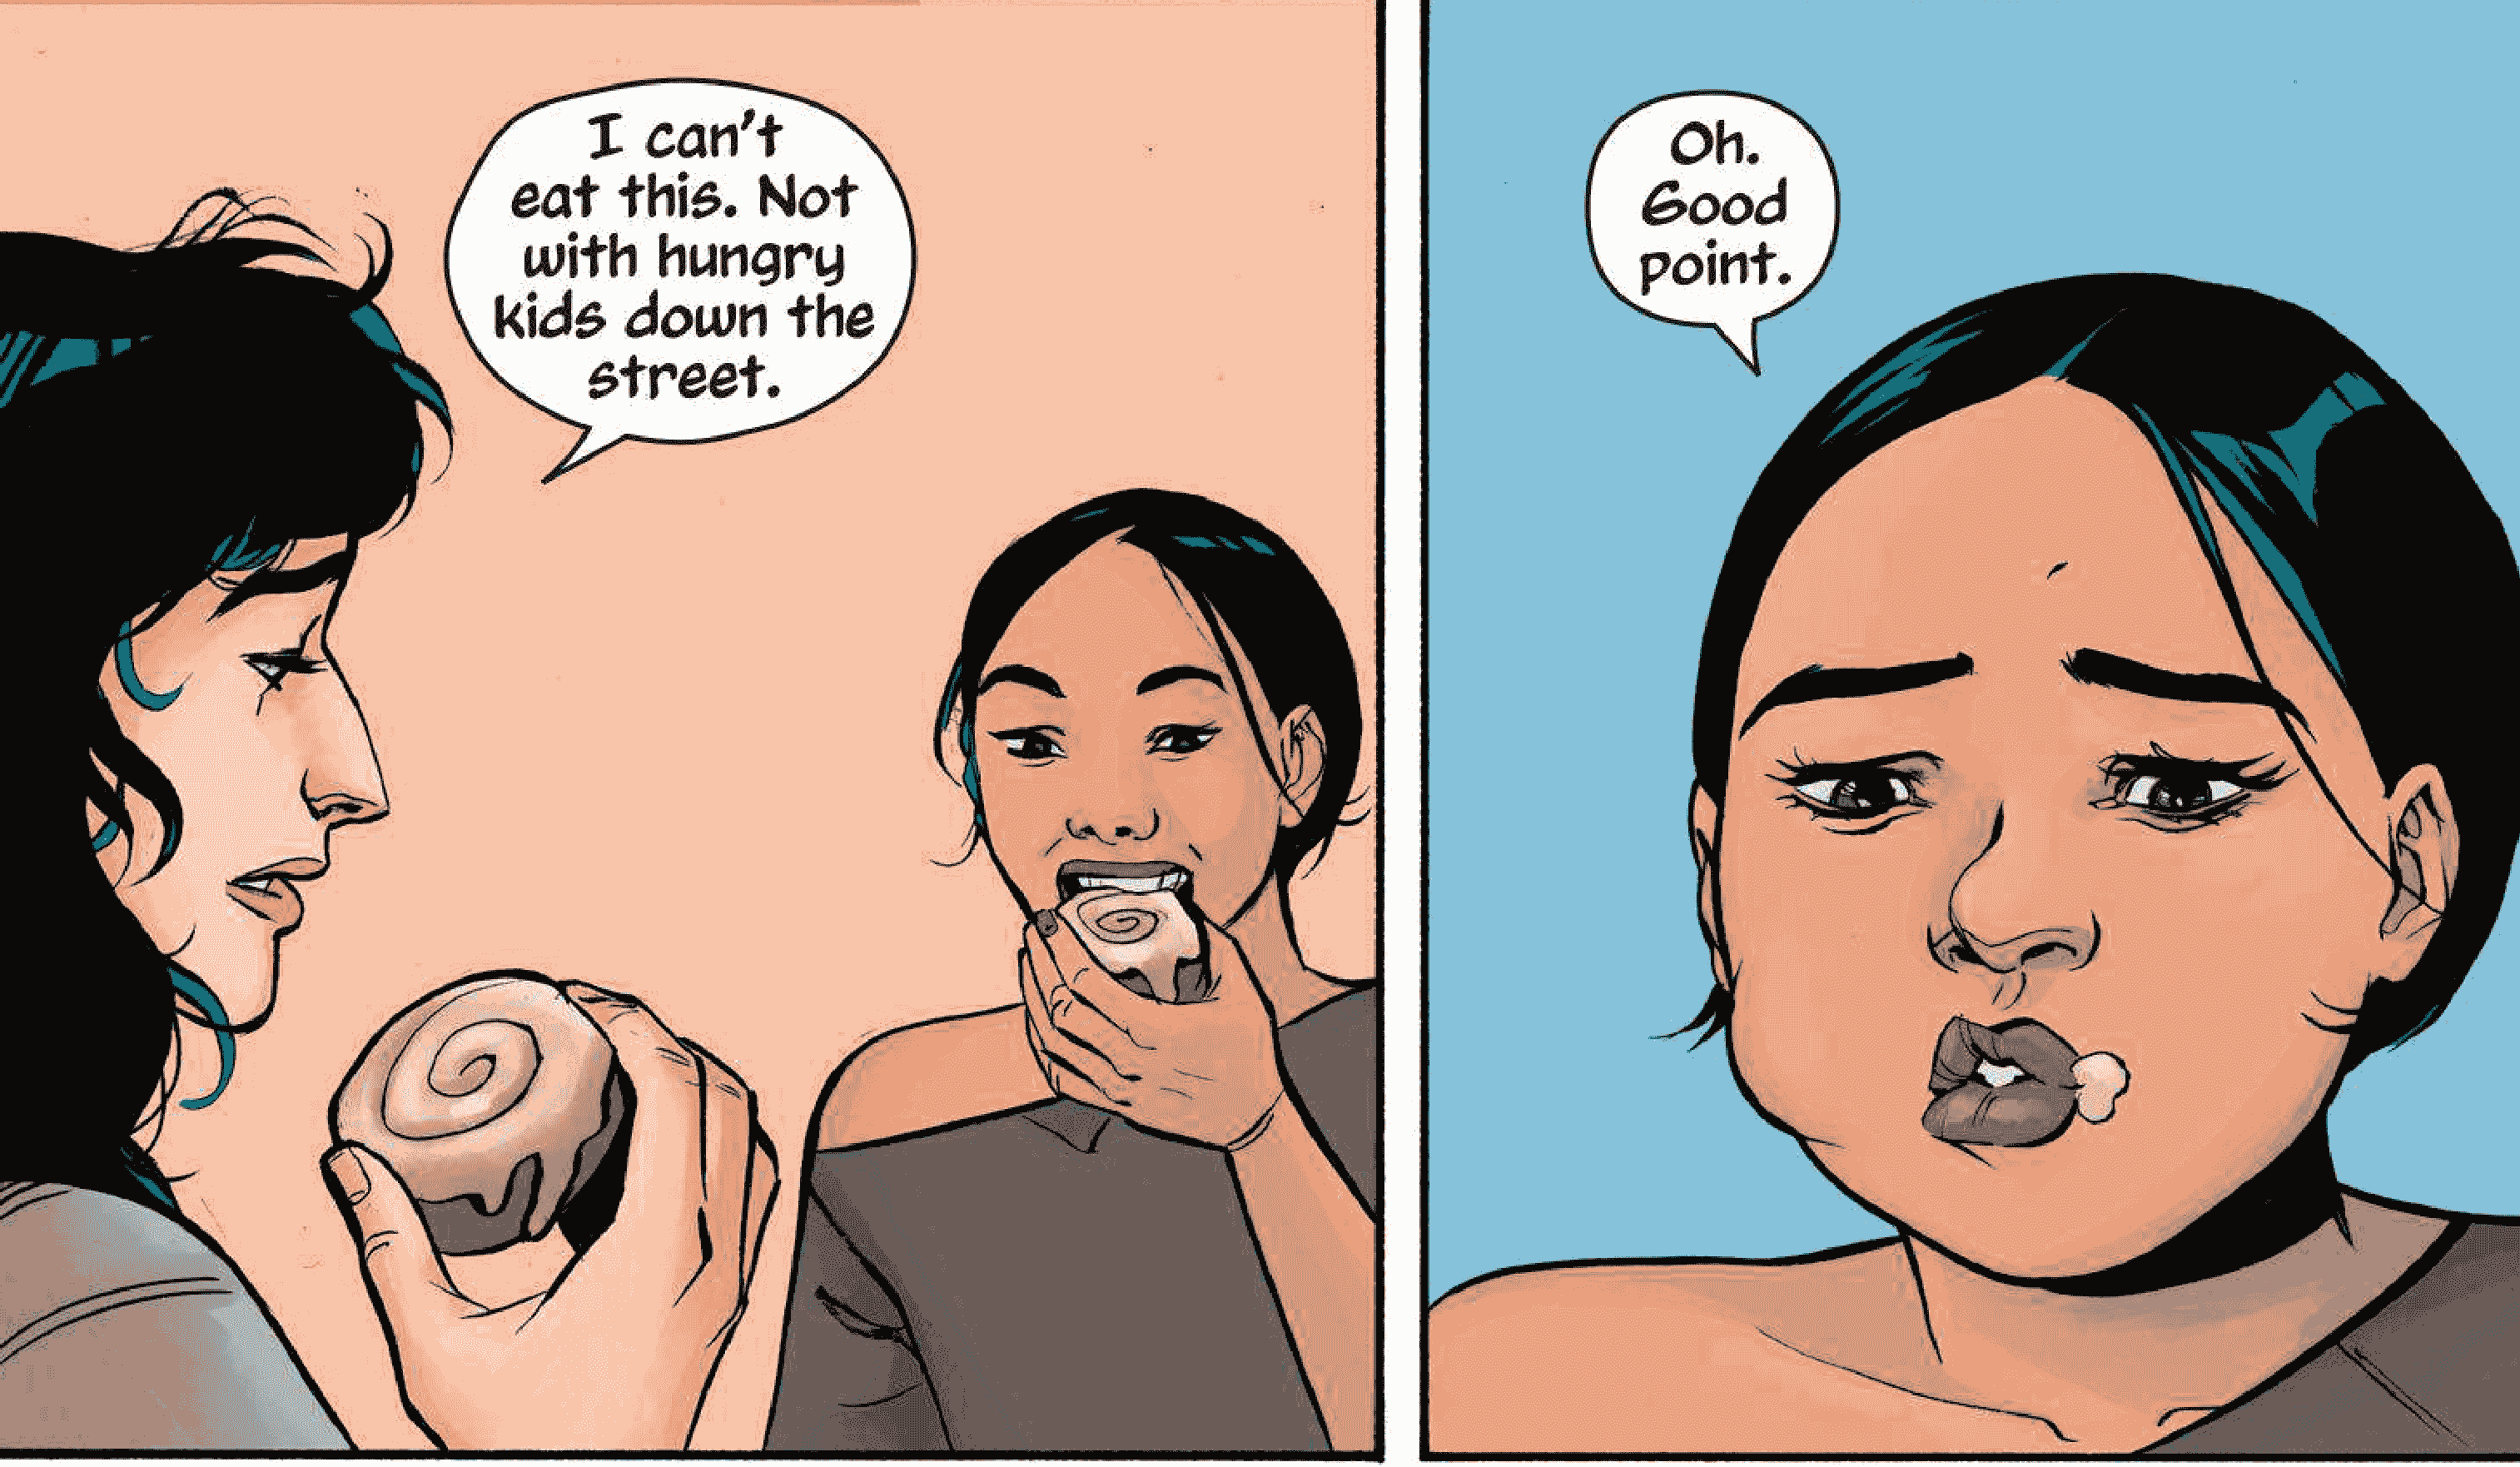 I can't
eat this. Not
with hungry
kids down the
street.
Oh.
Good
point.